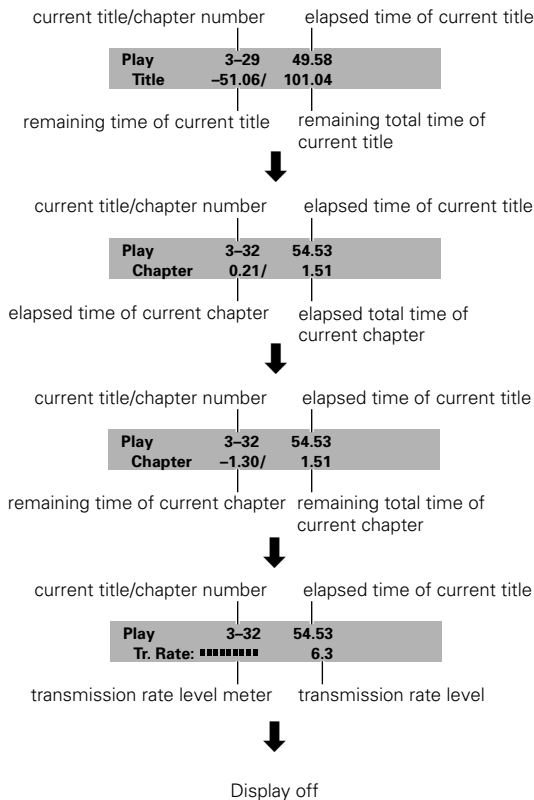 current title/chapter number elapsed time of current title
Play 3–29 49.58
Title –51.06/ 101.04
remaining time of current title remaining total time of
current title
current title/chapter number elapsed time of current title
Play 3–32 54.53
Chapter 0.21/ 1.51
elapsed time of current chapter elapsed total time of
current chapter
current title/chapter number elapsed time of current title
Play 3–32 54.53
Chapter –1.30/ 1.51
remaining time of current chapter remaining total time of
current chapter
current title/chapter number elapsed time of current title
Play 3–32 54.53
Tr. Rate: 6.3
transmission rate level meter transmission rate level
Display off